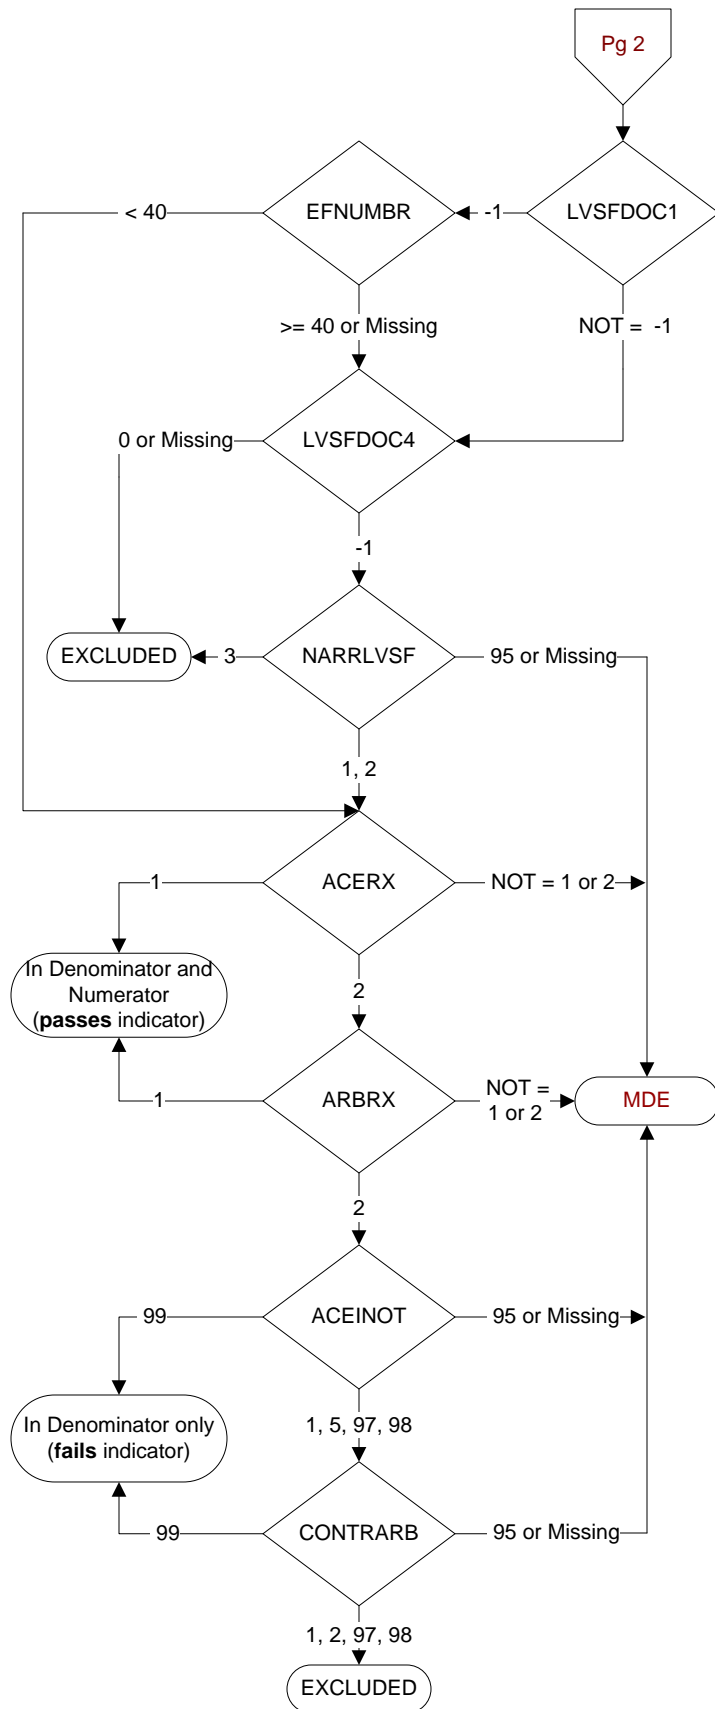 Pg 2
LVSFDOC1
-1
EFNUMBR
< 40
>= 40 or Missing
NOT = -1
LVSFDOC4
0 or Missing
-1
EXCLUDED
3
NARRLVSF
95 or Missing
1, 2
ACERX
1
NOT = 1 or 2
In Denominator and
Numerator
(passes indicator)
2
ARBRX
1
NOT =
1 or 2
MDE
2
ACEINOT
99
95 or Missing
In Denominator only
(fails indicator)
1, 5, 97, 98
CONTRARB
99
95 or Missing
1, 2, 97, 98
EXCLUDED